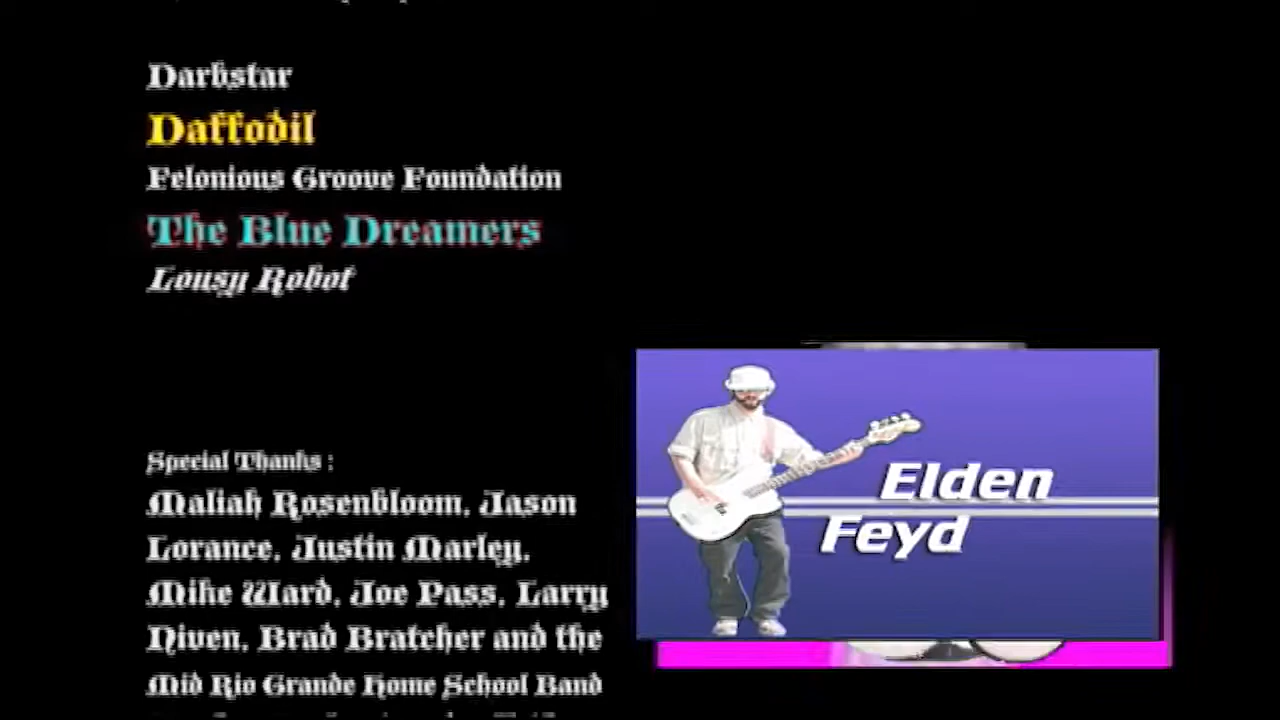 Darkstar
Daffodil
Felonious Groove Foundation
The Blue Dreamers
Lousy Robot
Special Thanks :
Maliah Rosenbloom, Jason
Lorance, Justin Marley,
Mike Ward, Joe Pass, Larry
Niven, Brad Bratcher and the
Mid Rio Grande Home School Band
Elden
Feyd